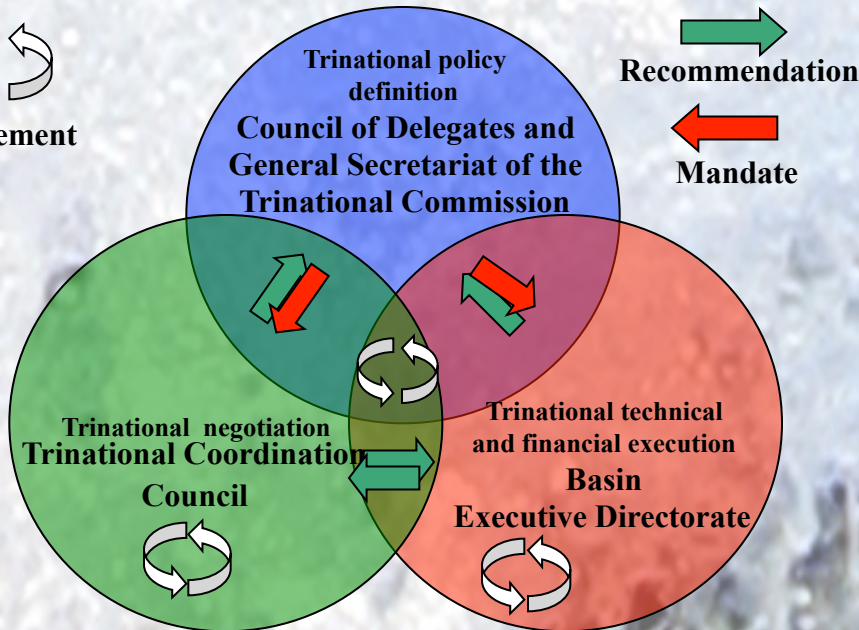 Trinational policy
definition
Council of Delegates and
General Secretariat of the
Trinational Commission
Recommendation
Mandate
ement
Trinational negotiation
Trinational Coordination
Council
Trinational technical
and financial execution
Basin
Executive Directorate